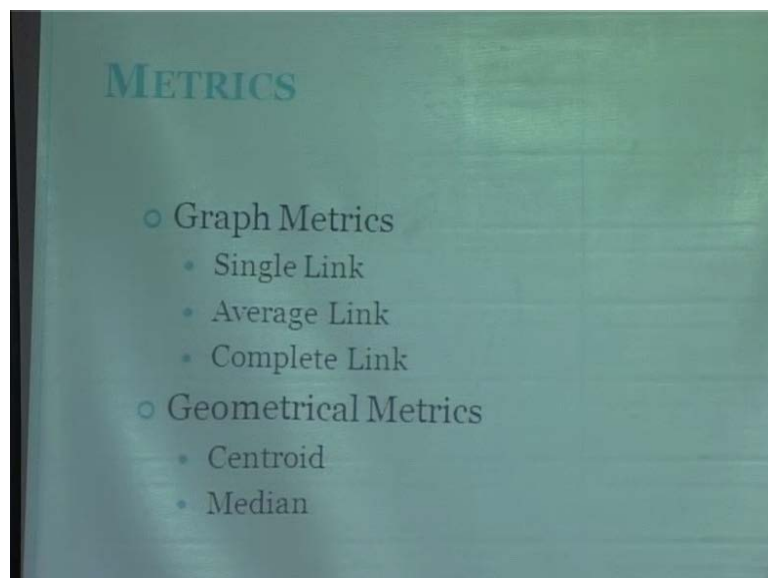 METRICS
Graph Metrics
Single Link
Average Link
Complete Link
Geometrical Metrics
Centroid
Median